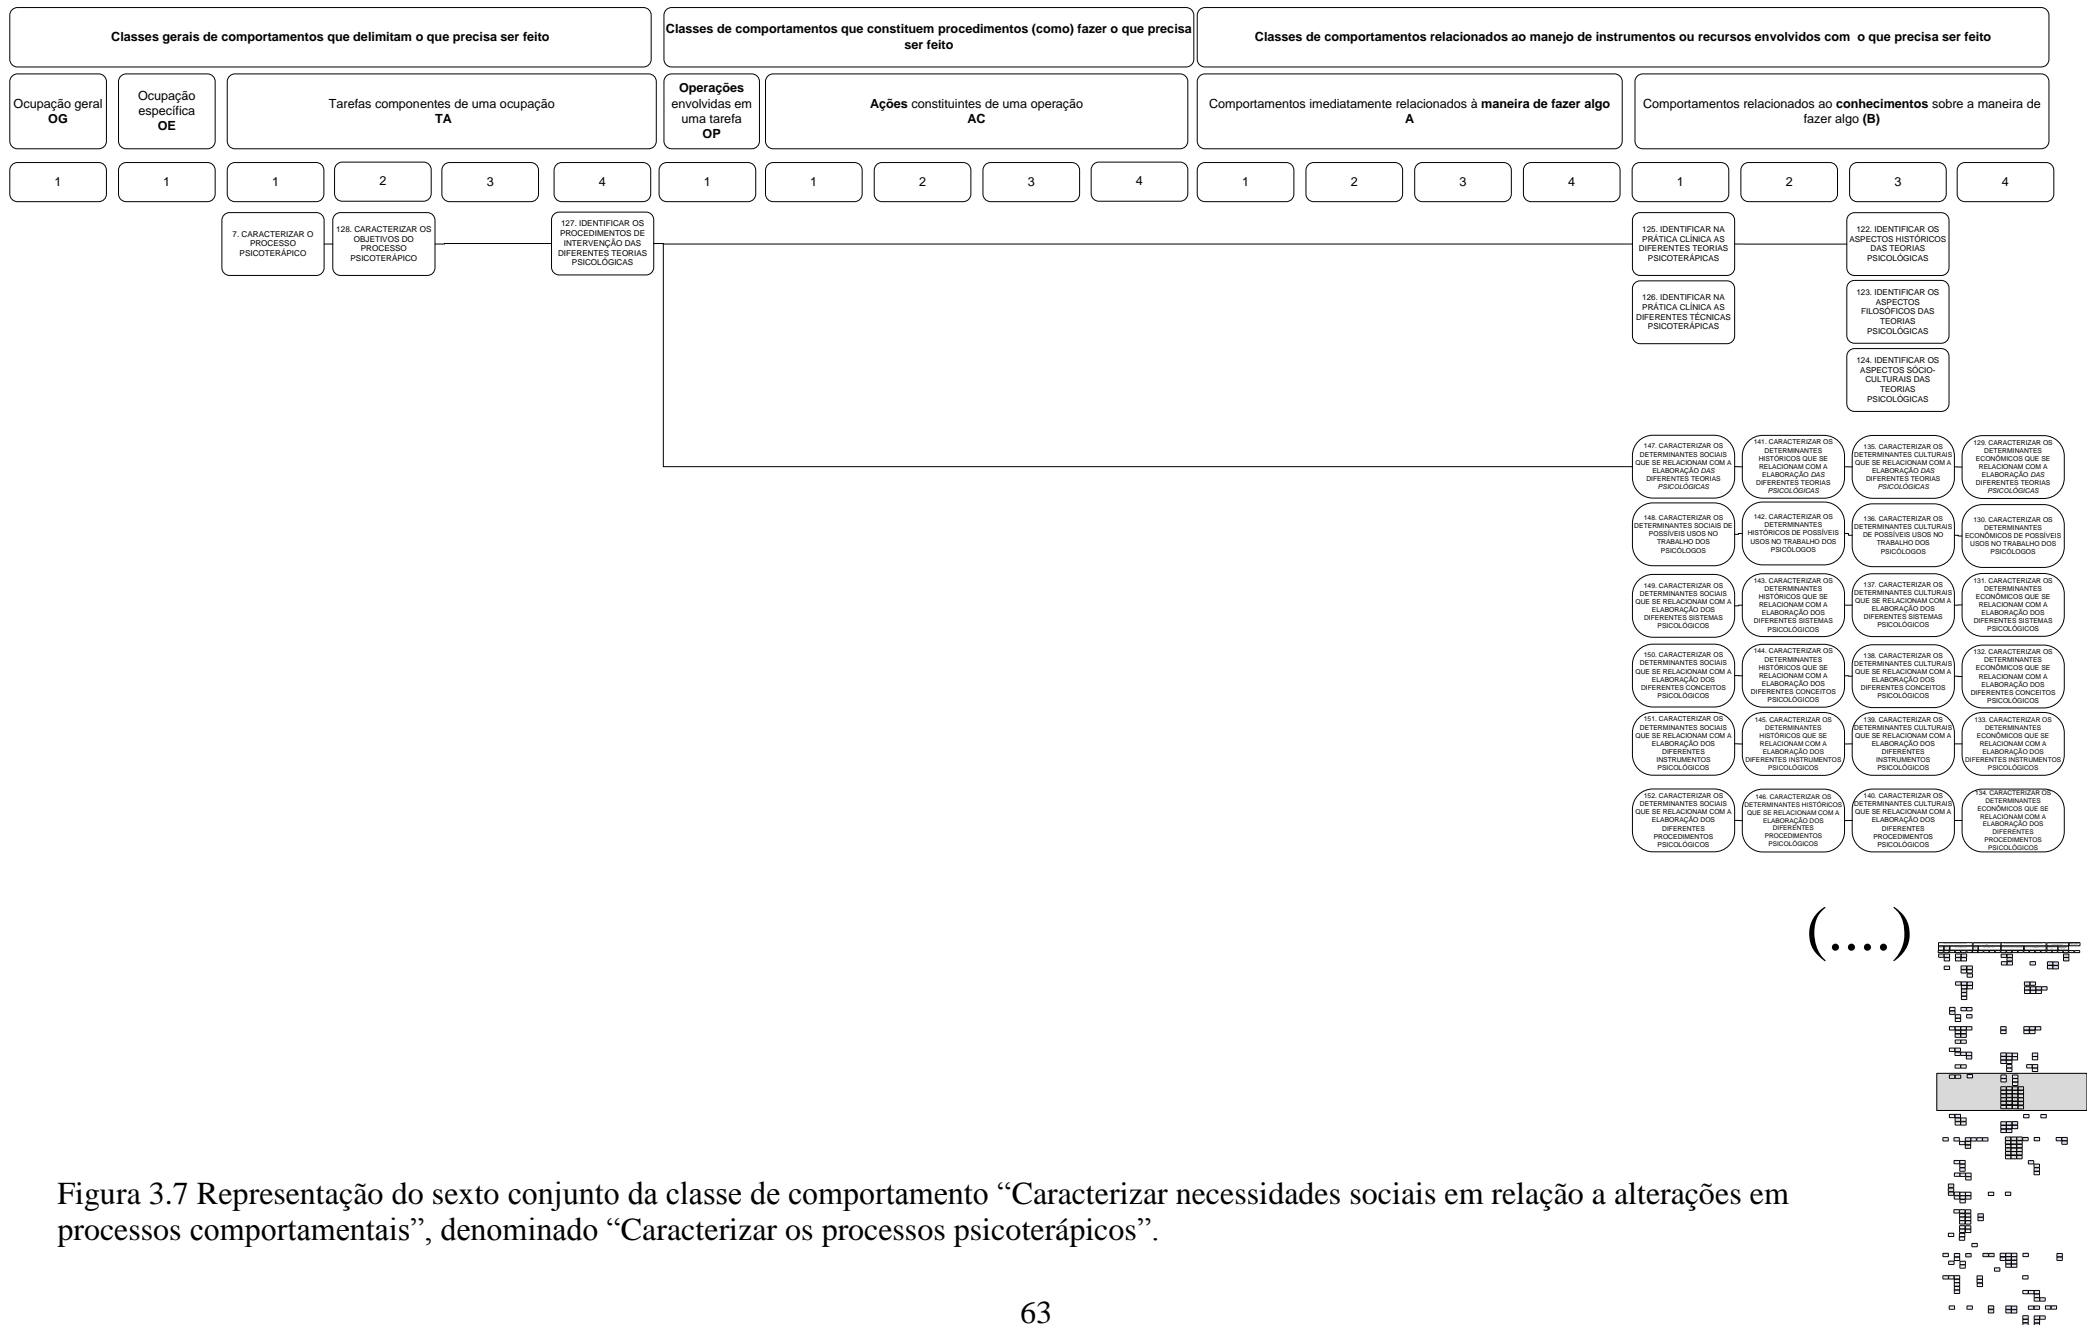 Classes gerais de comportamentos que delimitam o que precisa ser feito
Classes de comportamentos que constituem procedimentos (como) fazer o que precisa
ser feito
Classes de comportamentos relacionados ao manejo de instrumentos ou recursos envolvidos com o que precisa ser feito
Ocupação geral
OG
Ocupação
específica
OE
Tarefas componentes de uma ocupação
TA
Operações
envolvidas em
uma tarefa
OP
Ações constituintes de uma operação
AC
Comportamentos imediatamente relacionados à maneira de fazer algo
A
Comportamentos relacionados ao conhecimentos sobre a maneira de
fazer algo (B)
1 1 1 2 3 4 1 1 2 3 4 1 2 3 4 1 2 3 4
7. CARACTERIZAR O
PROCESSO
PSICOTERÁPICO
128. CARACTERIZAR OS
OBJETIVOS DO
PROCESSO
PSICOTERÁPICO
127. IDENTIFICAR OS
PROCEDIMENTOS DE
INTERVENÇÃO DAS
DIFERENTES TEORIAS
PSICOLÓGICAS
125. IDENTIFICAR NA
PRÁTICA CLÍNICA AS
DIFERENTES TEORIAS
PSICOTERÁPICAS
122. IDENTIFICAR OS
ASPECTOS HISTÓRICOS
DAS TEORIAS
PSICOLÓGICAS
126. IDENTIFICAR NA
PRÁTICA CLÍNICA AS
DIFERENTES TÉCNICAS
PSICOTERÁPICAS
123. IDENTIFICAR OS
ASPECTOS
FILOSÓFICOS DAS
TEORIAS
PSICOLÓGICAS
124. IDENTIFICAR OS
ASPECTOS SÓCIO-
CULTURAIS DAS
TEORIAS
PSICOLÓGICAS
147. CARACTERIZAR OS
DETERMINANTES SOCIAIS
QUE SE RELACIONAM COM A
ELABORAÇÃO DAS
DIFERENTES TEORIAS
PSICOLÓGICAS
141. CARACTERIZAR OS
DETERMINANTES
HISTÓRICOS QUE SE
RELACIONAM COM A
ELABORAÇÃO DAS
DIFERENTES TEORIAS
PSICOLÓGICAS
135. CARACTERIZAR OS
DETERMINANTES CULTURAIS
QUE SE RELACIONAM COM A
ELABORAÇÃO DAS
DIFERENTES TEORIAS
PSICOLÓGICAS
129. CARACTERIZAR OS
DETERMINANTES
ECONÔMICOS QUE SE
RELACIONAM COM A
ELABORAÇÃO DAS
DIFERENTES TEORIAS
PSICOLÓGICAS
148. CARACTERIZAR OS
DETERMINANTES SOCIAIS DE
POSSÍVEIS USOS NO
TRABALHO DOS
PSICÓLOGOS
142. CARACTERIZAR OS
DETERMINANTES
HISTÓRICOS DE POSSÍVEIS
USOS NO TRABALHO DOS
PSICÓLOGOS
136. CARACTERIZAR OS
DETERMINANTES CULTURAIS
DE POSSÍVEIS USOS NO
TRABALHO DOS
PSICÓLOGOS
130. CARACTERIZAR OS
DETERMINANTES
ECONÔMICOS DE POSSÍVEIS
USOS NO TRABALHO DOS
PSICÓLOGOS
149. CARACTERIZAR OS
DETERMINANTES SOCIAIS
QUE SE RELACIONAM COM A
ELABORAÇÃO DOS
DIFERENTES SISTEMAS
PSICOLÓGICOS
143. CARACTERIZAR OS
DETERMINANTES
HISTÓRICOS QUE SE
RELACIONAM COM A
ELABORAÇÃO DOS
DIFERENTES SISTEMAS
PSICOLÓGICOS
137. CARACTERIZAR OS
DETERMINANTES CULTURAIS
QUE SE RELACIONAM COM A
ELABORAÇÃO DOS
DIFERENTES SISTEMAS
PSICOLÓGICOS
131. CARACTERIZAR OS
DETERMINANTES
ECONÔMICOS QUE SE
RELACIONAM COM A
ELABORAÇÃO DOS
DIFERENTES SISTEMAS
PSICOLÓGICOS
150. CARACTERIZAR OS
DETERMINANTES SOCIAIS
QUE SE RELACIONAM COM A
ELABORAÇÃO DOS
DIFERENTES CONCEITOS
PSICOLÓGICOS
144. CARACTERIZAR OS
DETERMINANTES
HISTÓRICOS QUE SE
RELACIONAM COM A
ELABORAÇÃO DOS
DIFERENTES CONCEITOS
PSICOLÓGICOS
138. CARACTERIZAR OS
DETERMINANTES CULTURAIS
QUE SE RELACIONAM COM A
ELABORAÇÃO DOS
DIFERENTES CONCEITOS
PSICOLÓGICOS
132. CARACTERIZAR OS
DETERMINANTES
ECONÔMICOS QUE SE
RELACIONAM COM A
ELABORAÇÃO DOS
DIFERENTES CONCEITOS
PSICOLÓGICOS
151. CARACTERIZAR OS
DETERMINANTES SOCIAIS
QUE SE RELACIONAM COM A
ELABORAÇÃO DOS
DIFERENTES
INSTRUMENTOS
PSICOLÓGICOS
145. CARACTERIZAR OS
DETERMINANTES
HISTÓRICOS QUE SE
RELACIONAM COM A
ELABORAÇÃO DOS
DIFERENTES INSTRUMENTOS
PSICOLÓGICOS
139. CARACTERIZAR OS
DETERMINANTES CULTURAIS
QUE SE RELACIONAM COM A
ELABORAÇÃO DOS
DIFERENTES
INSTRUMENTOS
PSICOLÓGICOS
133. CARACTERIZAR OS
DETERMINANTES
ECONÔMICOS QUE SE
RELACIONAM COM A
ELABORAÇÃO DOS
DIFERENTES INSTRUMENTOS
PSICOLÓGICOS
152. CARACTERIZAR OS
DETERMINANTES SOCIAIS
QUE SE RELACIONAM COM A
ELABORAÇÃO DOS
DIFERENTES
PROCEDIMENTOS
PSICOLÓGICOS
146. CARACTERIZAR OS
DETERMINANTES HISTÓRICOS
QUE SE RELACIONAM COM A
ELABORAÇÃO DOS
DIFERENTES
PROCEDIMENTOS
PSICOLÓGICOS
140. CARACTERIZAR OS
DETERMINANTES CULTURAIS
QUE SE RELACIONAM COM A
ELABORAÇÃO DOS
DIFERENTES
PROCEDIMENTOS
PSICOLÓGICOS
134. CARACTERIZAR OS
DETERMINANTES
ECONÔMICOS QUE SE
RELACIONAM COM A
ELABORAÇÃO DOS
DIFERENTES
PROCEDIMENTOS
PSICOLÓGICOS
(....)
Figura 3.7 Representação do sexto conjunto da classe de comportamento “Caracterizar necessidades sociais em relação a alterações em
processos comportamentais”, denominado “Caracterizar os processos psicoterápicos”.
63